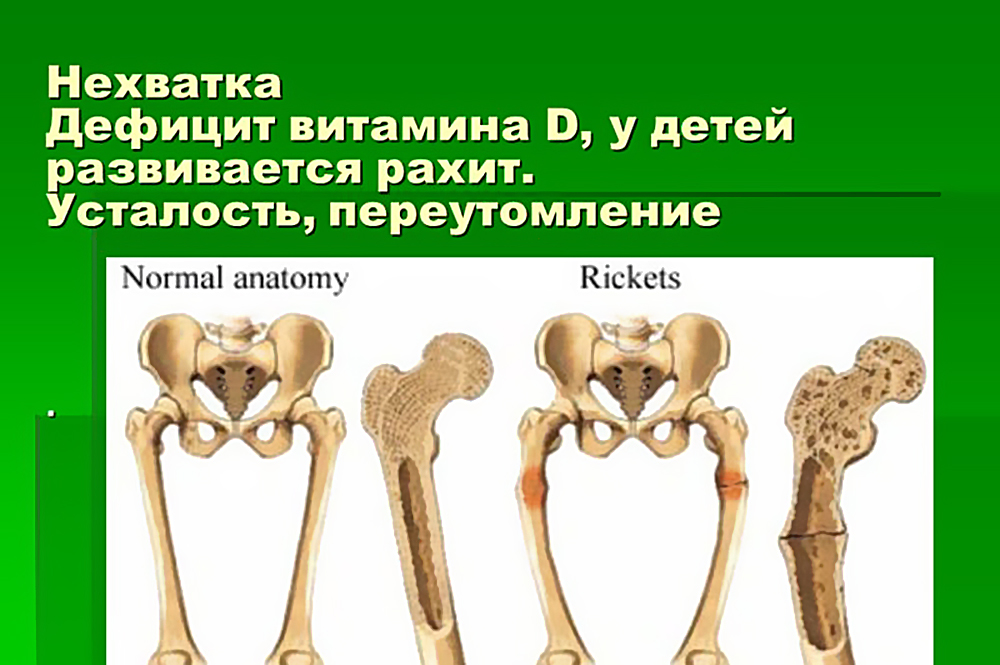 Нехватка
Дефицит витамина D, у детей
развивается рахит.
Усталость, переутомление
Normal anatomy
Rickets
.